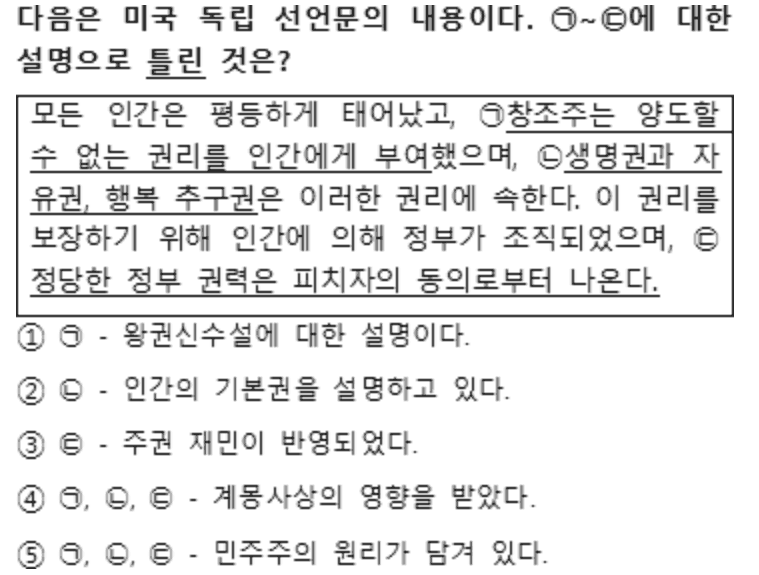 다음은 미국 독립 선언문의 내용이다. ㉠~㉢에 대한
설명으로 틀린 것은?
모든 인간은 평등하게 태어났고, ㉠창조주는 양도할
수 없는 권리를 인간에게 부여했으며, ㉡생명권과 자
유권, 행복 추구권은 이러한 권리에 속한다. 이 권리를
보장하기 위해 인간에 의해 정부가 조직되었으며, ㉢
정당한 정부 권력은 피치자의 동의로부터 나온다.
① ㉠ - 왕권신수설에 대한 설명이다.
② ㉡ - 인간의 기본권을 설명하고 있다.
③ ㉢ - 주권 재민이 반영되었다.
④ ㉠, ㉡, ㉢ - 계몽사상의 영향을 받았다.
⑤ ㉠, ㉡, ㉢ - 민주주의 원리가 담겨 있다.